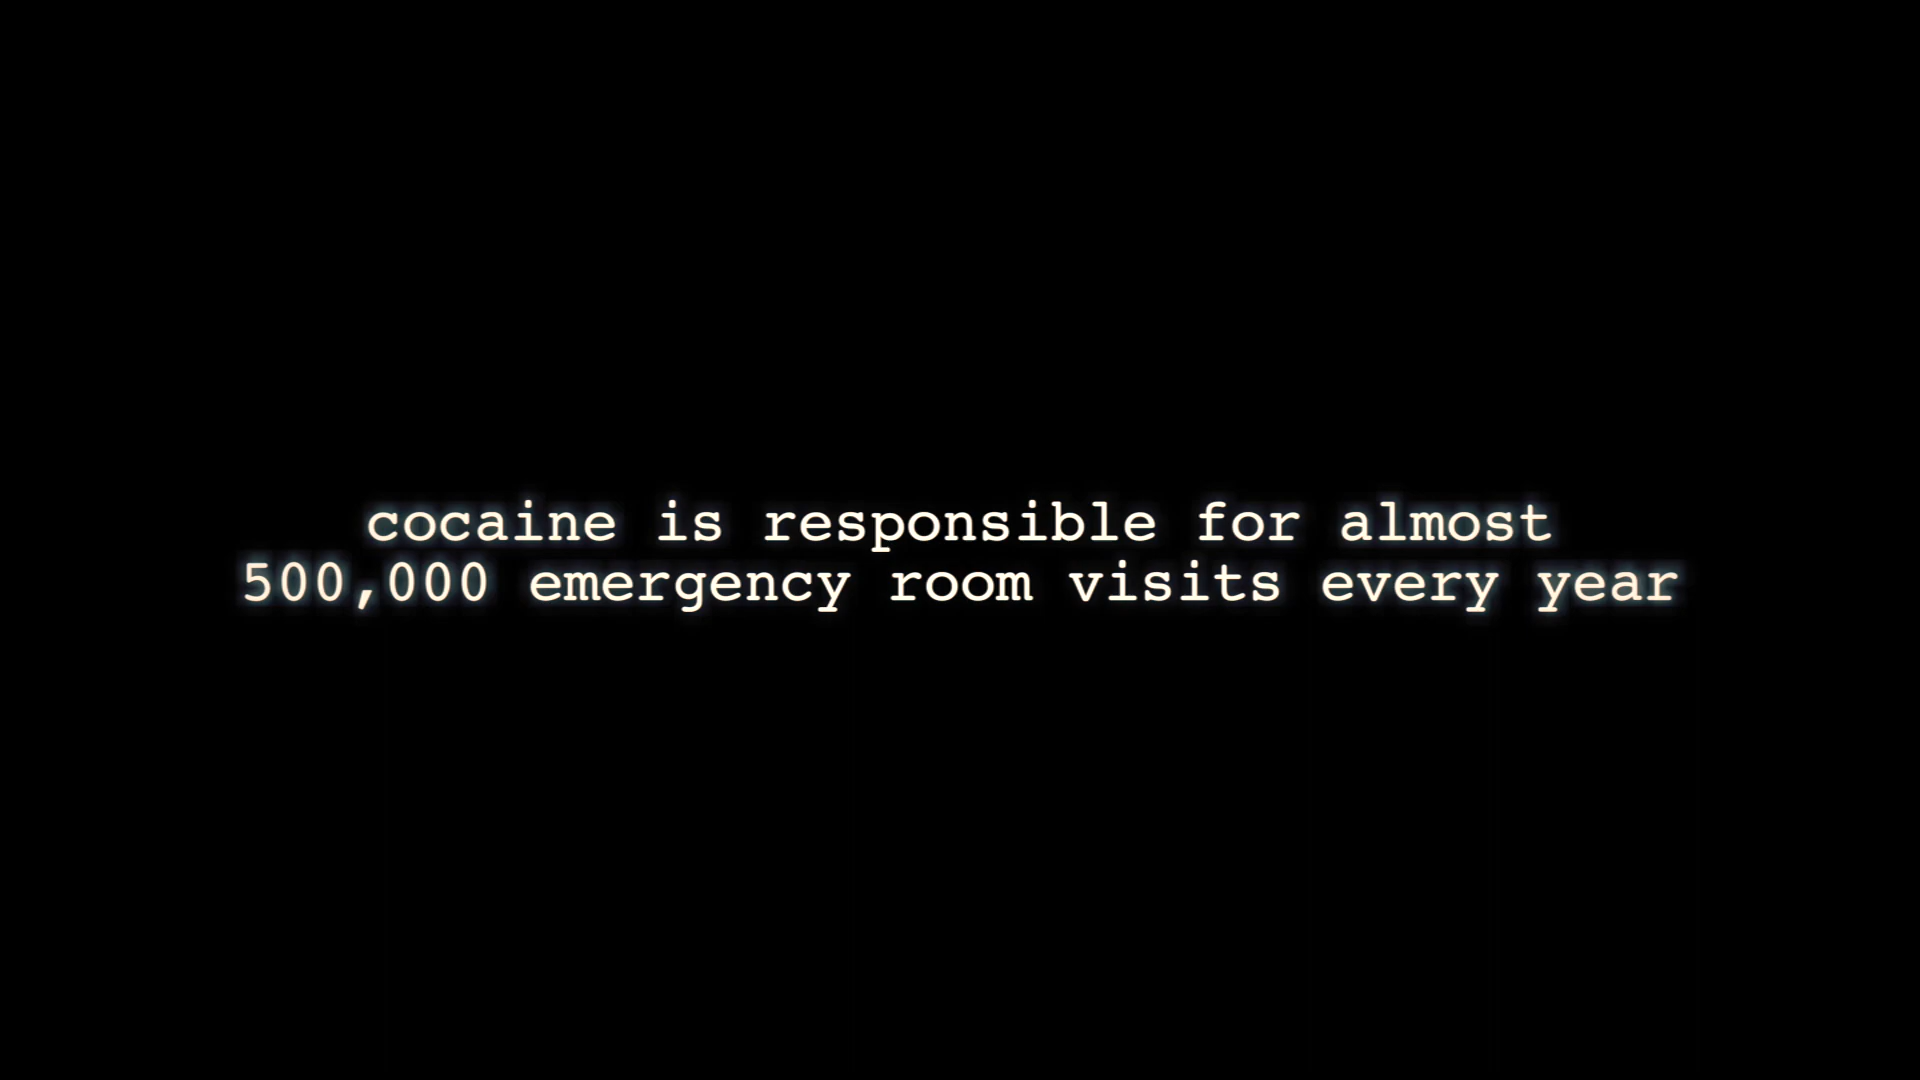 cocaine is responsible for almost
500,000 emergency room visits every year